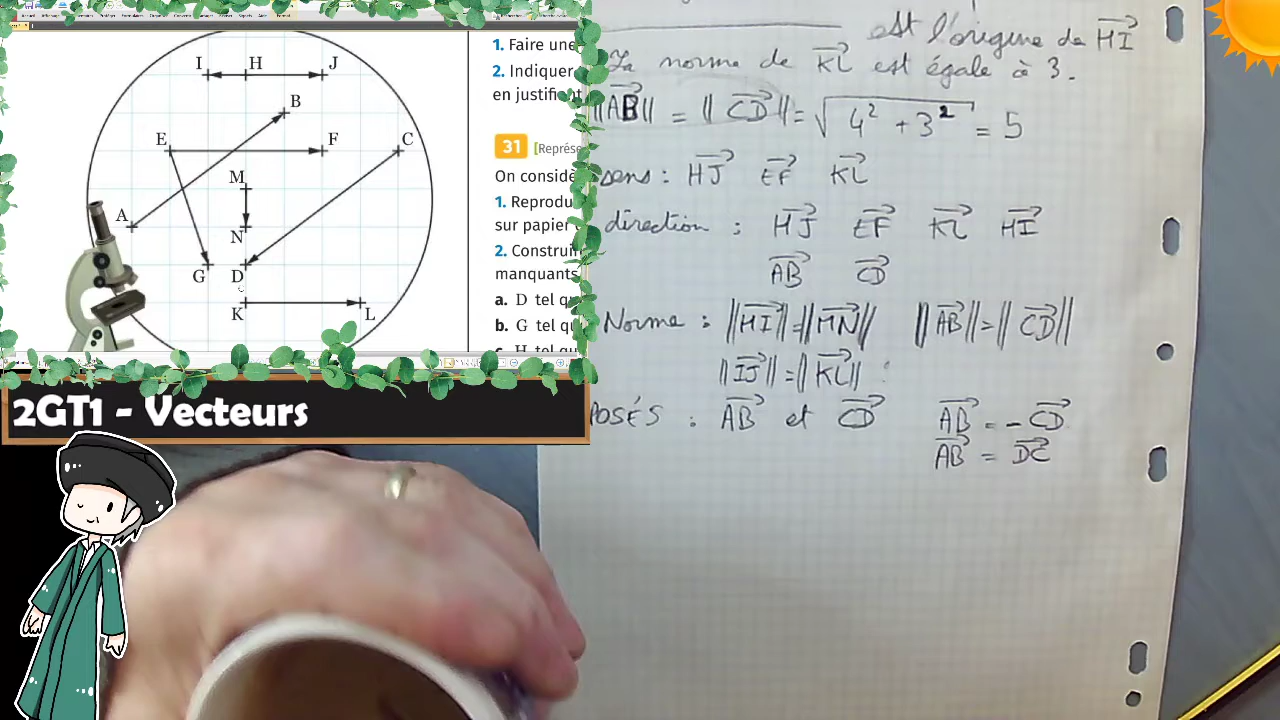 I H J
B
E F C
M
A
N
G D
K L
1. Faire une
2. Indiquer
en justifiant
31 [Représe
On considè
1. Reprodu
sur papier
2. Construi
manquants
a. D tel qu
b. G tel qu
2GT1 - Vecteurs
est l'origine de HI
La norme de KL est égale à 3.
||AB|| = ||CD|| = √4² + 3² = 5
sens : HJ EF KL
direction : HJ EF KL HI
AB CD
Norme : ||HI||=||MN|| ||AB||=||CD||
||IJ||=||KL||
POSÉS : AB et CD AB = - CD
AB = DC